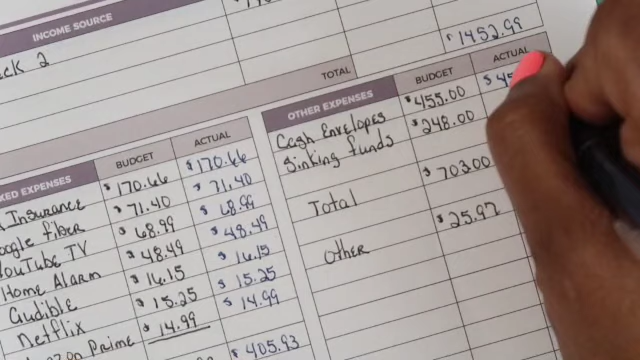 INCOME SOURCE
eck 2
$1452.99
TOTAL
OTHER EXPENSES BUDGET ACTUAL
Cash Envelopes $455.00 $45
Sinking funds $248.00
Total $703.00
Other $25.97
XED EXPENSES BUDGET ACTUAL
Insurance $170.66 $170.66
oogle fiber $71.40 $71.40
YouTube TV $68.99 $68.99
Home Alarm $48.49 $48.49
Audible $16.15 $16.15
Netflix $15.25 $15.25
on Prime $14.99 $14.99
$405.93